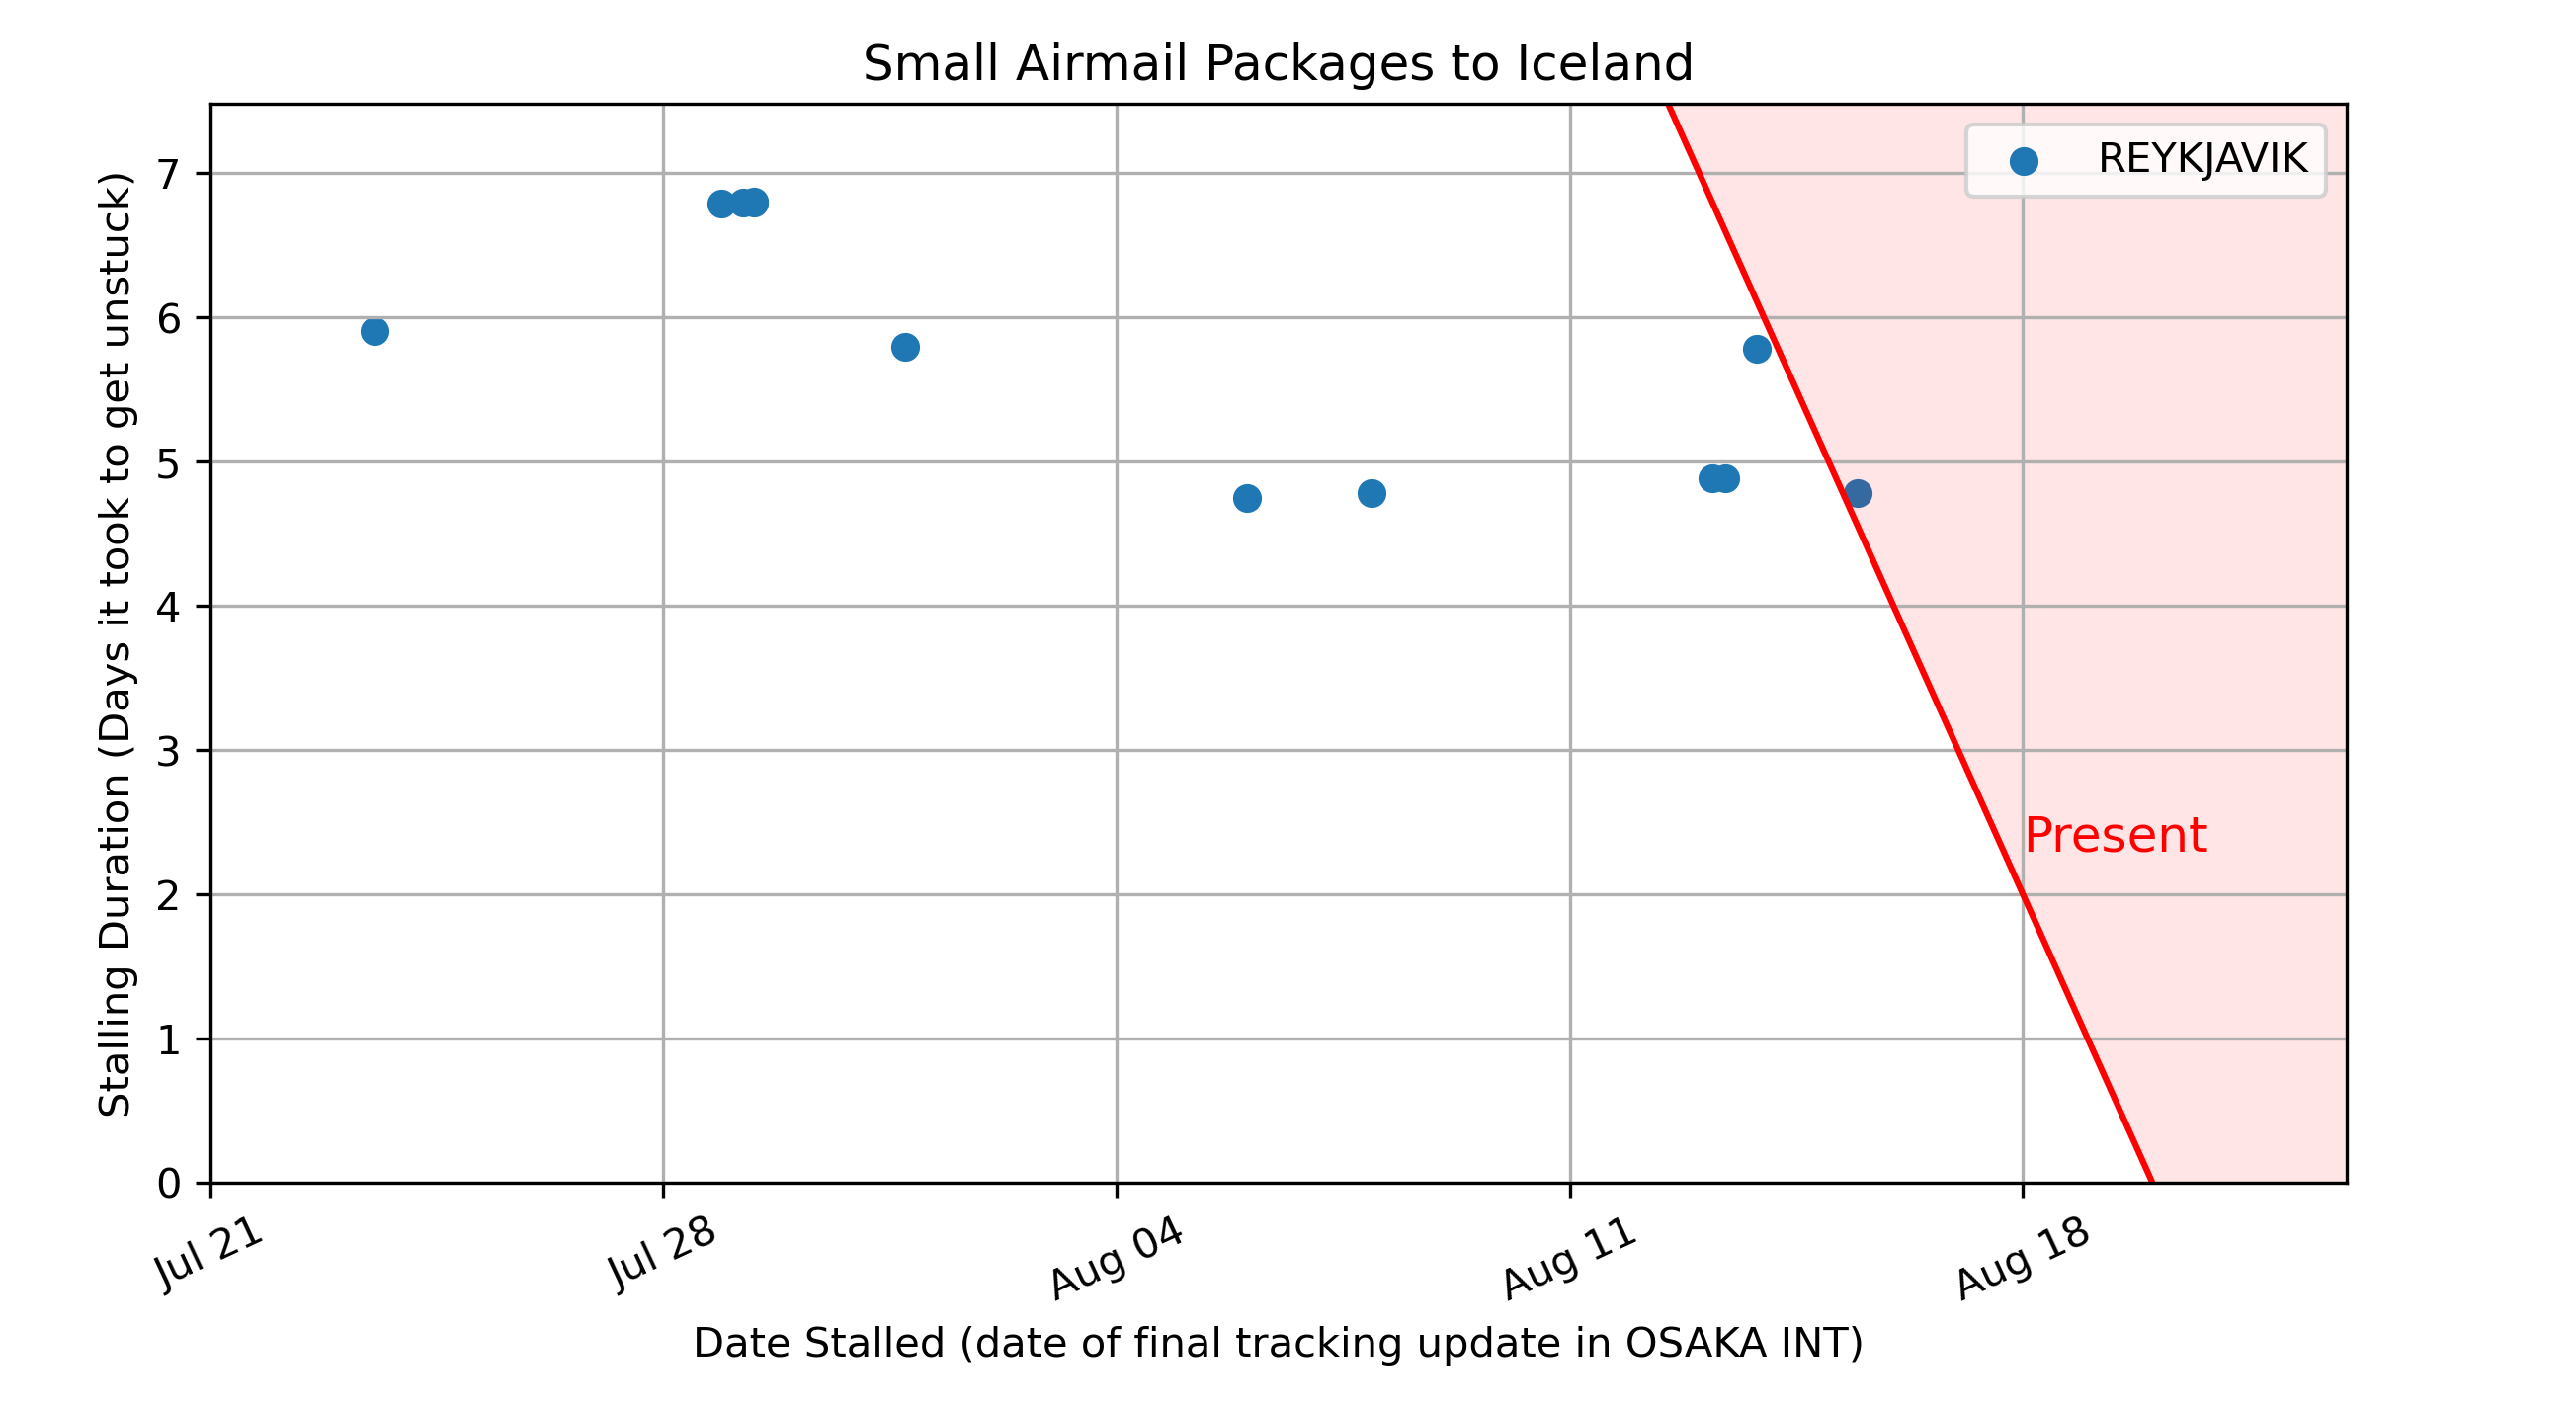 Small Airmail Packages to Iceland
REYKJAVIK
Stalling Duration (Days it took to get unstuck)
7
6
5
4
3
2
1
0
Present
Jul 21
Jul 28
Aug 04
Aug 11
Aug 18
Date Stalled (date of final tracking update in OSAKA INT)